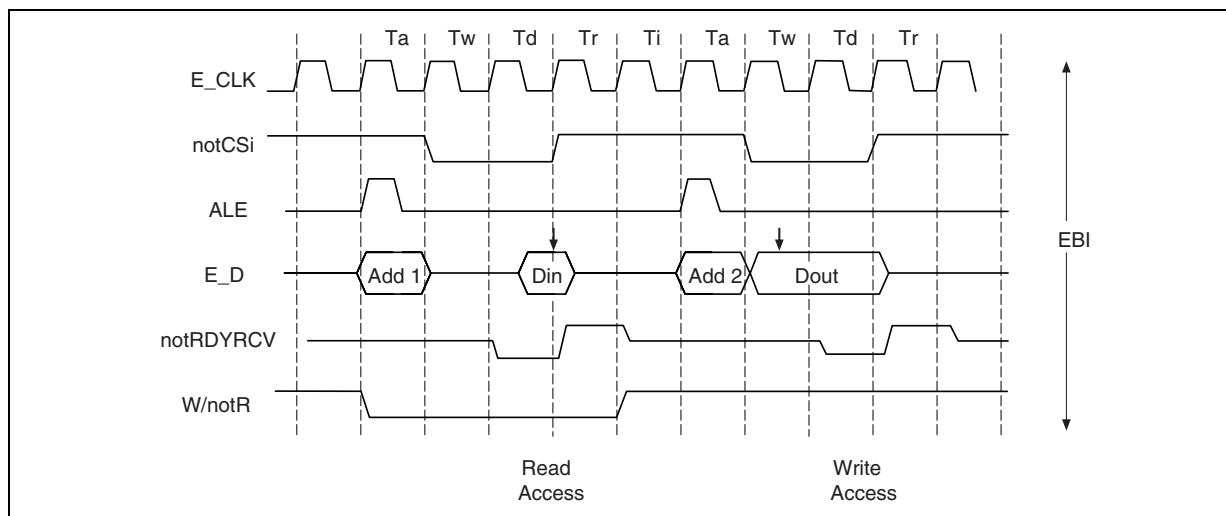 Ta Tw Td Tr Ti Ta Tw Td Tr
E_CLK
notCSi
ALE
EBI
E_D Add 1 Din Add 2 Dout
notRDYRCV
W/notR
Read Write
Access Access